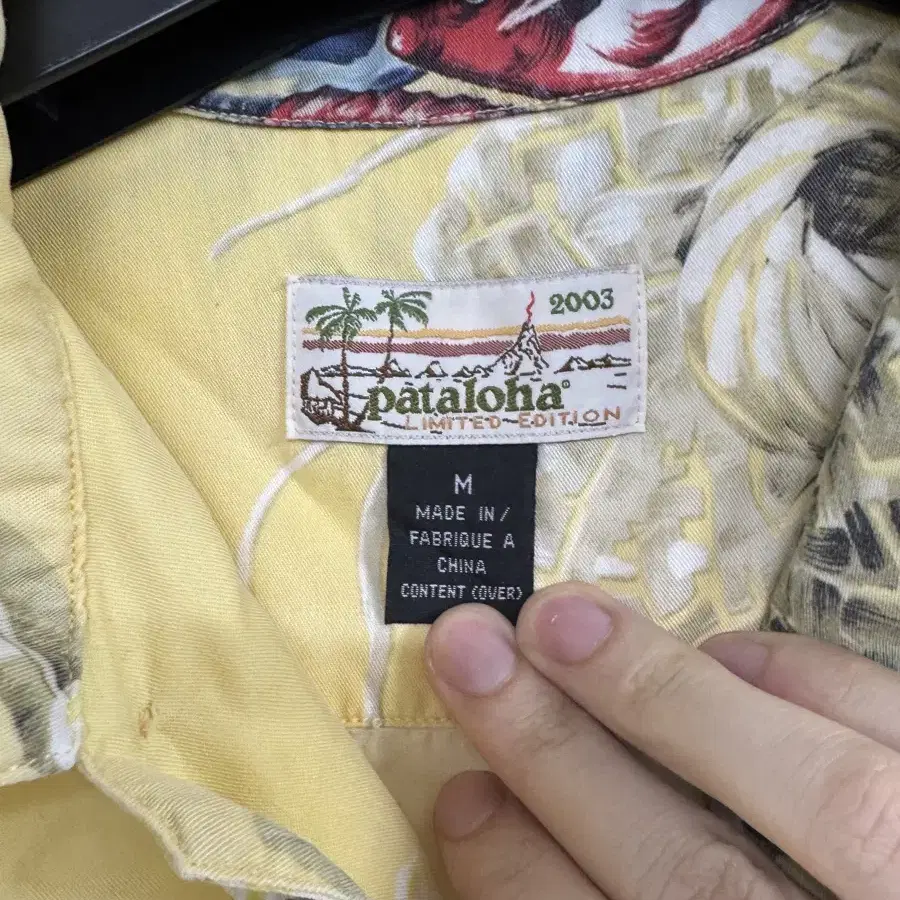 2003
pataloha®
LIMITED EDITION
M
MADE IN/
FABRIQUE A
CHINA
CONTENT (OVER)